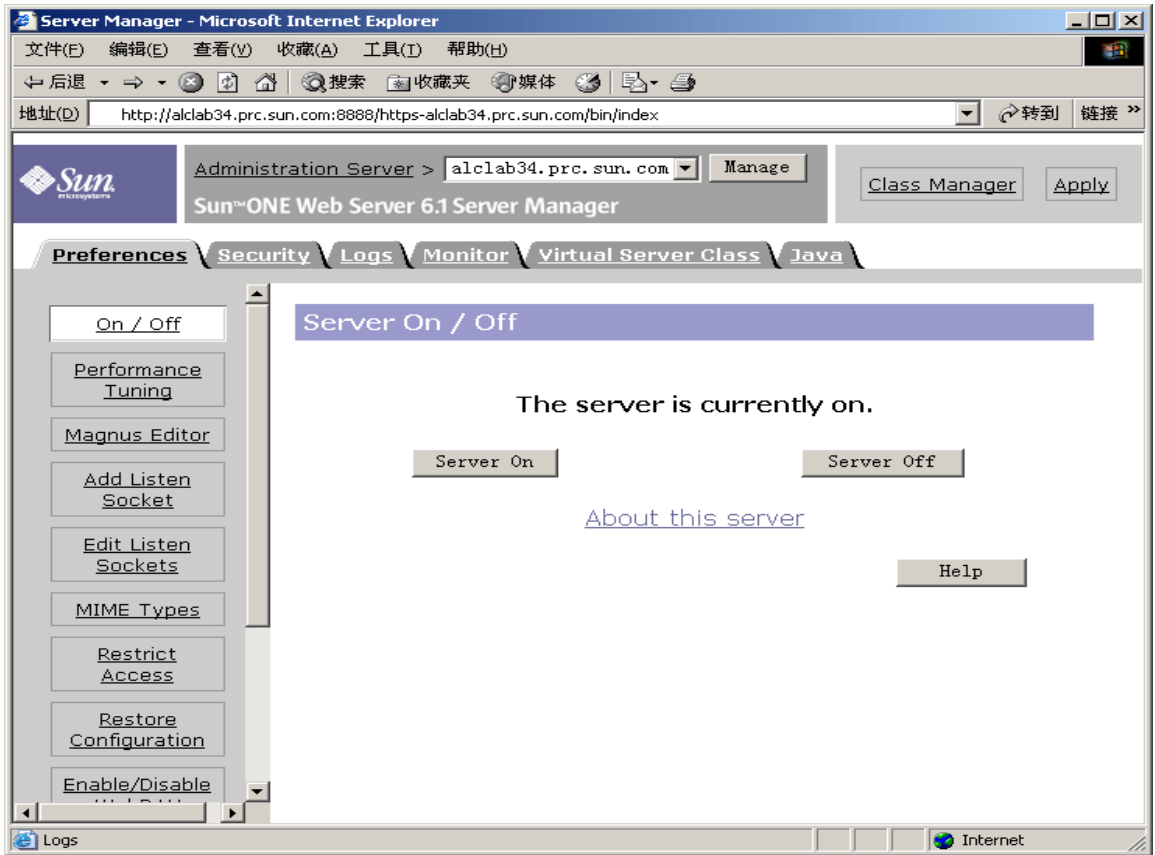 Server Manager - Microsoft Internet Explorer
文件(F) 编辑(E) 查看(V) 收藏(A) 工具(T) 帮助(H)
后退 搜索 收藏夹 媒体
地址(D) http://alclab34.prc.sun.com:8888/https-alclab34.prc.sun.com/bin/index 转到 链接 »
Sun microsystems
Administration Server > alclab34.prc.sun.com Manage
Sun™ONE Web Server 6.1 Server Manager
Class Manager Apply
Preferences Security Logs Monitor Virtual Server Class Java
On / Off
Performance
Tuning
Magnus Editor
Add Listen
Socket
Edit Listen
Sockets
MIME Types
Restrict
Access
Restore
Configuration
Enable/Disable
Server On / Off
The server is currently on.
Server On Server Off
About this server
Help
Logs Internet